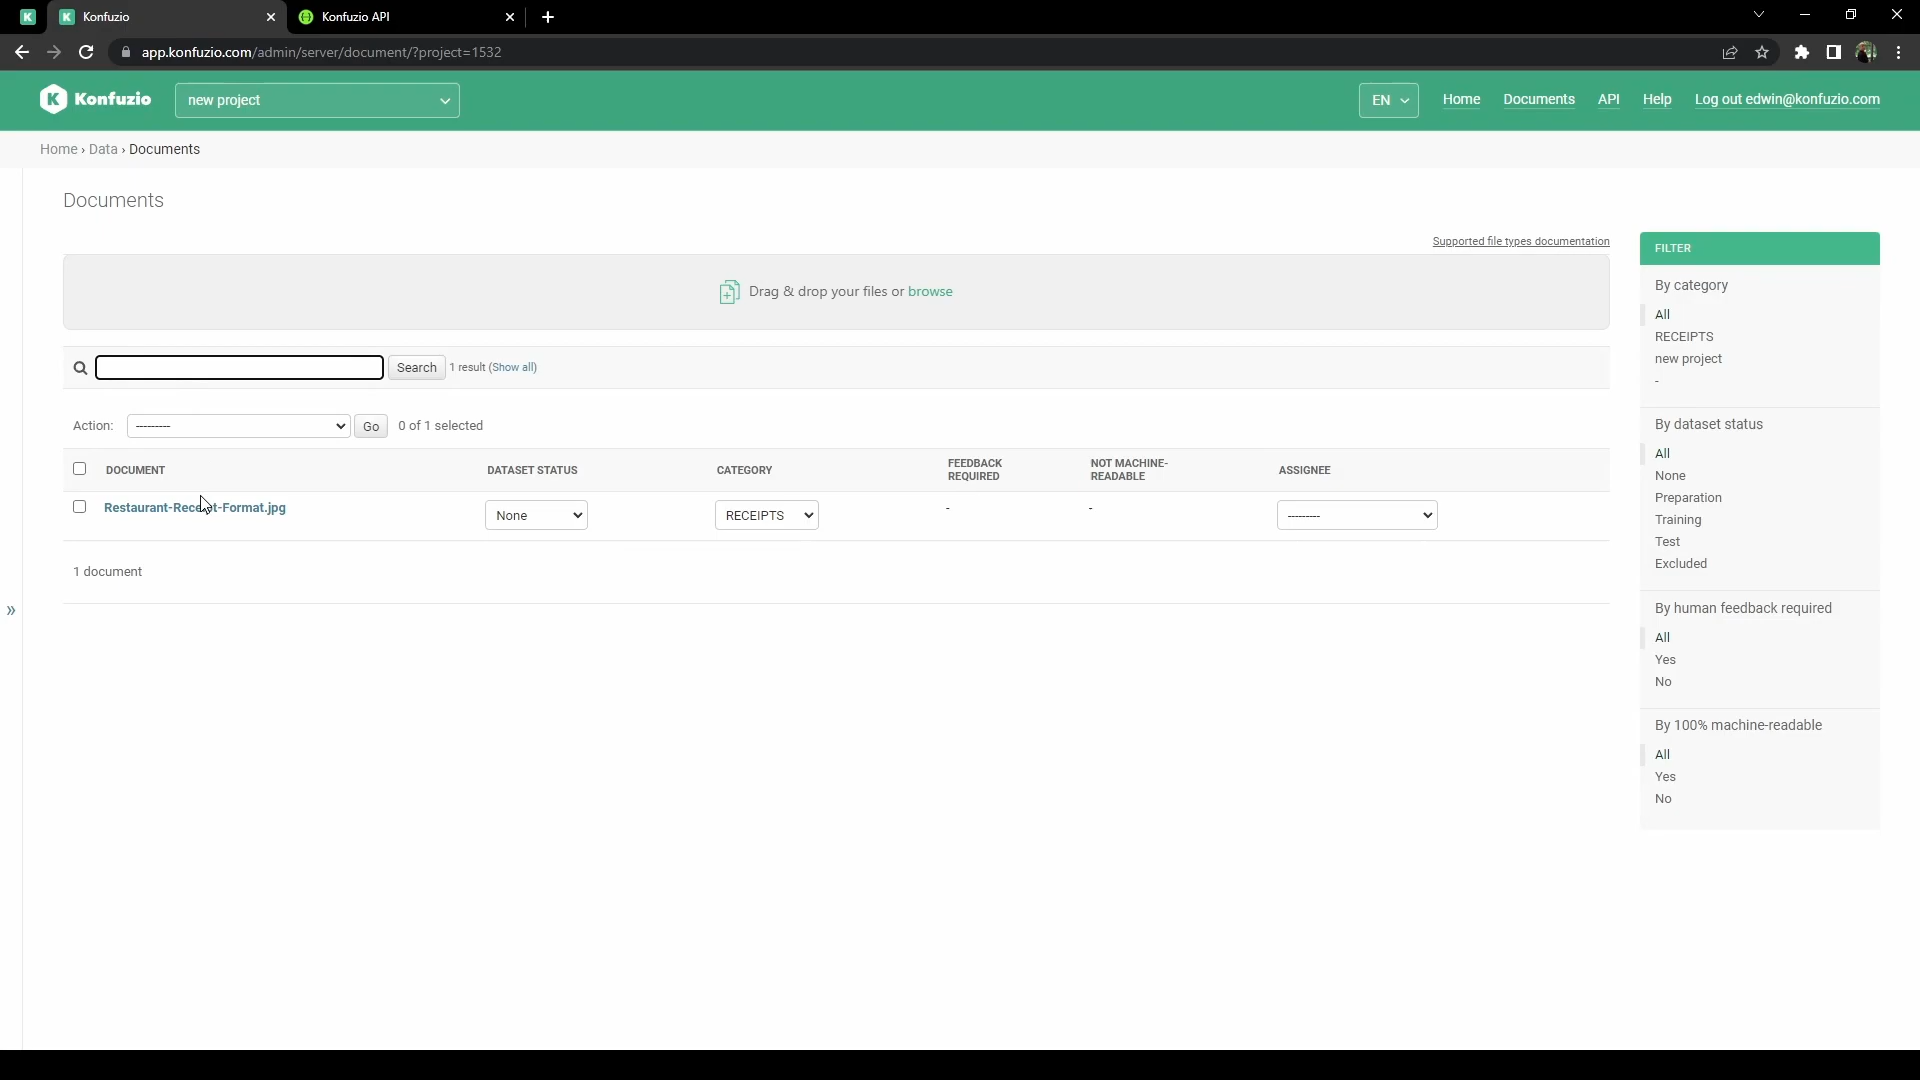 Konfuzio
Konfuzio API
app.konfuzio.com/admin/server/document/?project=1532
K Konfuzio
new project
EN
Home
Documents
API
Help
Log out edwin@konfuzio.com
Home › Data › Documents
Documents
Supported file types documentation
Drag & drop your files or browse
Search
1 result (Show all)
Action:
---------
Go
0 of 1 selected
DOCUMENT
DATASET STATUS
CATEGORY
FEEDBACK
REQUIRED
NOT MACHINE-
READABLE
ASSIGNEE
Restaurant-Receipt-Format.jpg
None
RECEIPTS
-
-
---------
1 document
»
FILTER
By category
All
RECEIPTS
new project
-
By dataset status
All
None
Preparation
Training
Test
Excluded
By human feedback required
All
Yes
No
By 100% machine-readable
All
Yes
No